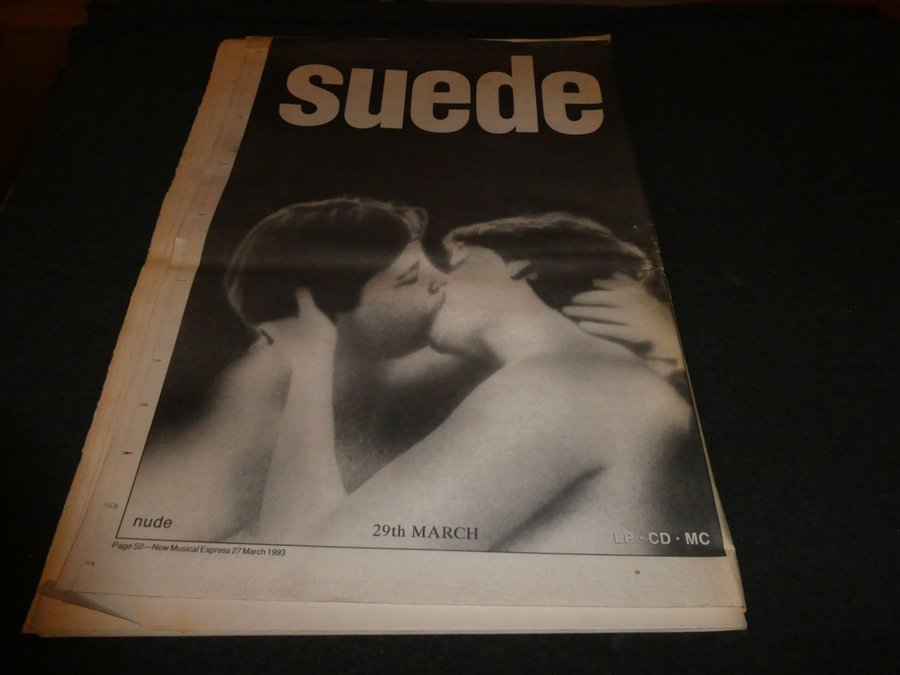 suede
nude
29th MARCH
LP · CD · MC
Page 52—New Musical Express 27 March 1993